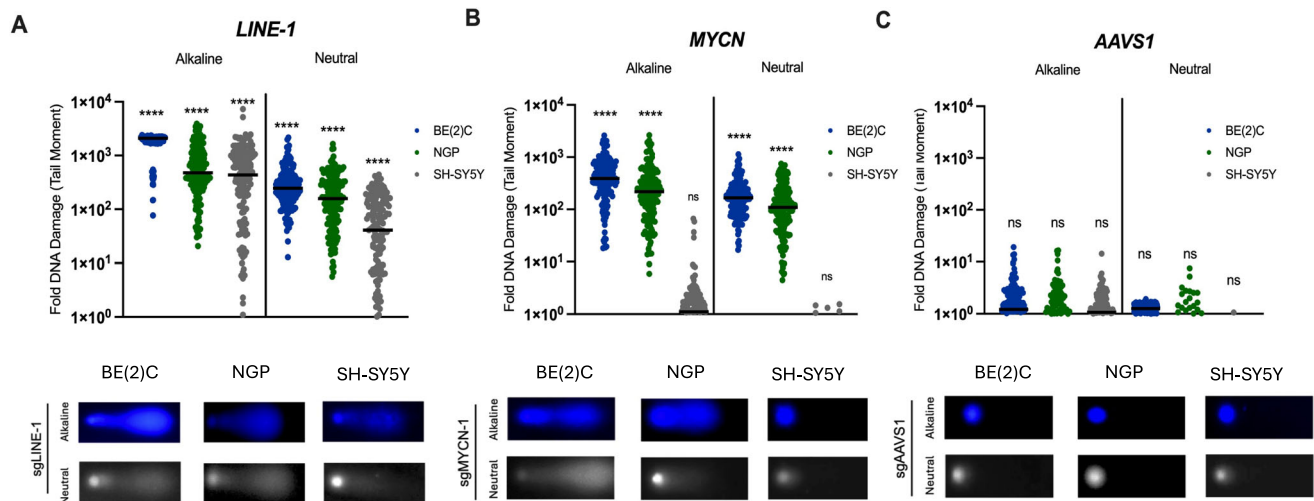 A
LINE-1
Alkaline
Neutral
Fold DNA Damage (Tail Moment)
1×10⁴
1×10³
1×10²
1×10¹
1×10⁰
****
****
****
****
****
****
BE(2)C
NGP
SH-SY5Y
BE(2)C
NGP
SH-SY5Y
sgLINE-1
Alkaline
Neutral
B
MYCN
Alkaline
Neutral
Fold DNA Damage (Tail Moment)
1×10⁴
1×10³
1×10²
1×10¹
1×10⁰
****
****
ns
****
****
ns
BE(2)C
NGP
SH-SY5Y
BE(2)C
NGP
SH-SY5Y
sgMYCN-1
Alkaline
Neutral
C
AAVS1
Alkaline
Neutral
Fold DNA Damage (Tail Moment)
1×10⁴
1×10³
1×10²
1×10¹
1×10⁰
ns
ns
ns
ns
ns
ns
BE(2)C
NGP
SH-SY5Y
BE(2)C
NGP
SH-SY5Y
sgAAVS1
Alkaline
Neutral